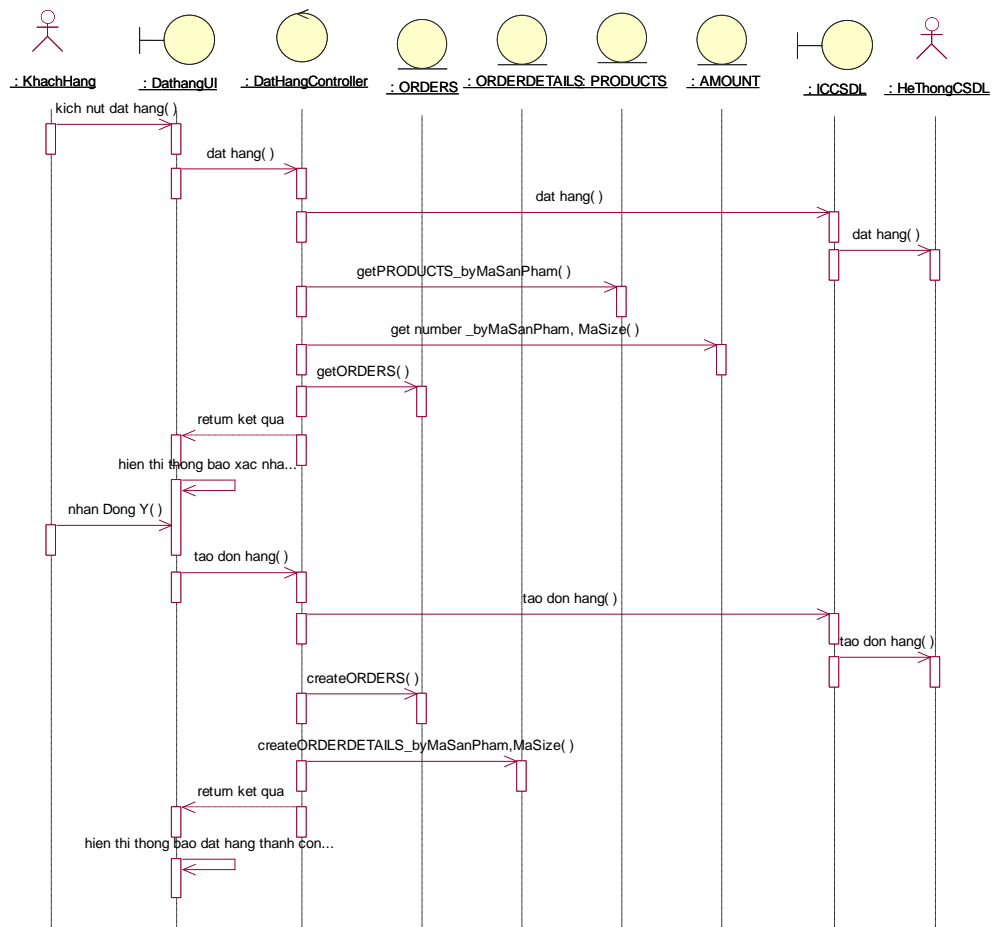 : KhachHang
: DathangUI
: DatHangController
: ORDERS
: ORDERDETAILS
: PRODUCTS
: AMOUNT
: ICCSDL
: HeThongCSDL
kich nut dat hang( )
dat hang( )
dat hang( )
dat hang( )
getPRODUCTS_byMaSanPham( )
get number _byMaSanPham, MaSize( )
getORDERS( )
return ket qua
hien thi thong bao xac nha...
nhan Dong Y( )
tao don hang( )
tao don hang( )
tao don hang( )
createORDERS( )
createORDERDETAILS_byMaSanPham,MaSize( )
return ket qua
hien thi thong bao dat hang thanh con...